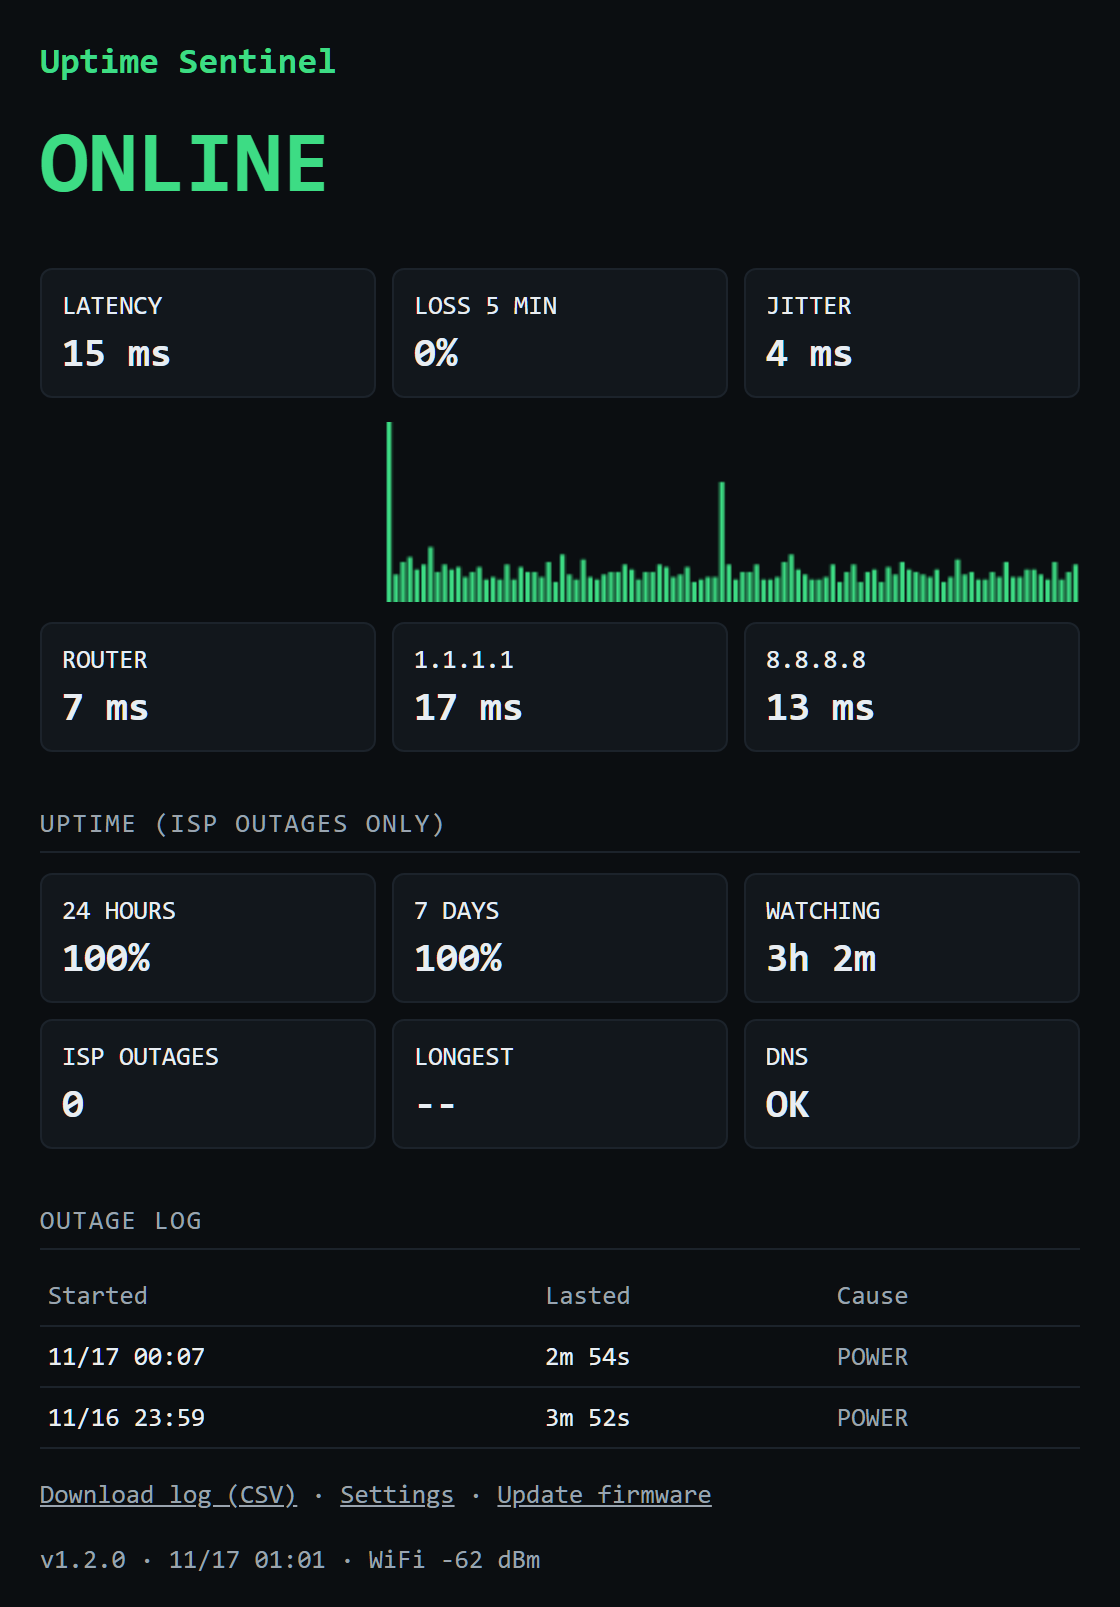 Uptime Sentinel
ONLINE
LATENCY
15 ms
LOSS 5 MIN
0%
JITTER
4 ms
ROUTER
7 ms
1.1.1.1
17 ms
8.8.8.8
13 ms
UPTIME (ISP OUTAGES ONLY)
24 HOURS
100%
7 DAYS
100%
WATCHING
3h 2m
ISP OUTAGES
0
LONGEST
--
DNS
OK
OUTAGE LOG
Started Lasted Cause
11/17 00:07 2m 54s POWER
11/16 23:59 3m 52s POWER
Download log (CSV) · Settings · Update firmware
v1.2.0 · 11/17 01:01 · WiFi -62 dBm